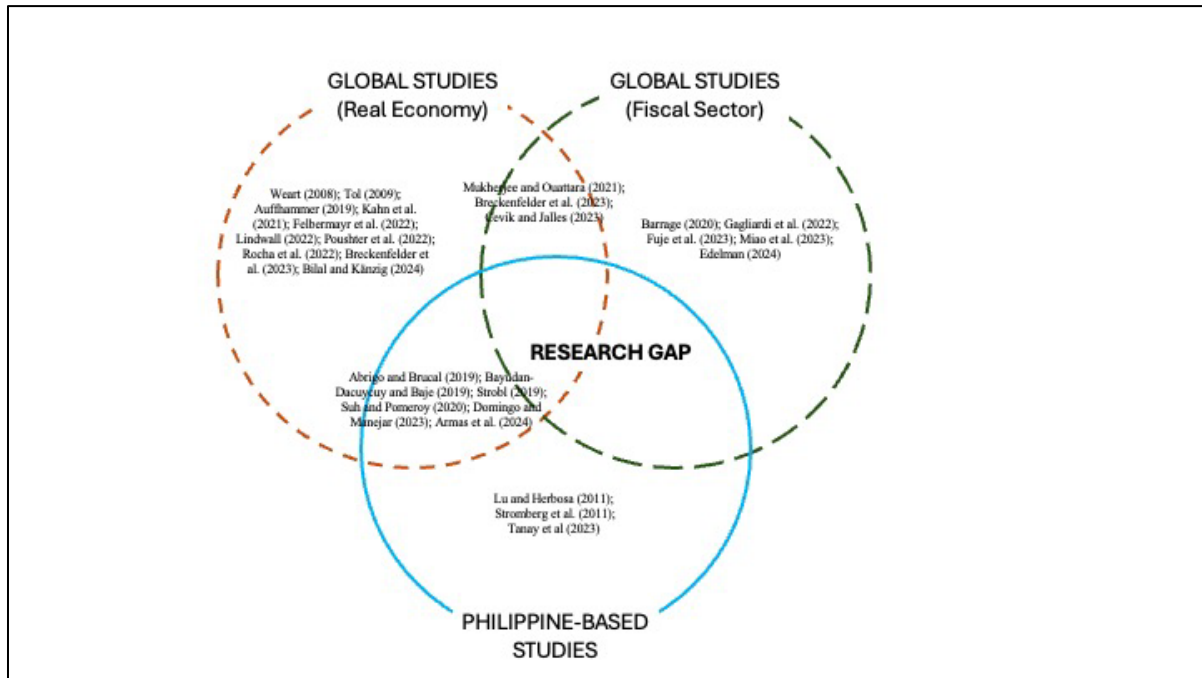 GLOBAL STUDIES
(Real Economy)
GLOBAL STUDIES
(Fiscal Sector)
Weart (2008); Tol (2009);
Auffhammer (2019); Kahn et al.
(2021); Felbermayr et al. (2022);
Lindwall (2022); Poushter et al. (2022);
Rocha et al. (2022); Breckenfelder et
al. (2023); Bilal and Känzig (2024)
Mukherjee and Ouattara (2021);
Breckenfelder et al. (2023);
Cevik and Jalles (2023)
Barrage (2020); Gagliardi et al. (2022);
Fuje et al. (2023); Miao et al. (2023);
Edelman (2024)
RESEARCH GAP
Abrigo and Brucal (2019); Bayudan-
Dacuycuy and Baje (2019); Strobl (2019);
Suh and Pomeroy (2020); Domingo and
Manejar (2023); Armas et al. (2024)
Lu and Herbosa (2011);
Stromberg et al. (2011);
Tanay et al (2023)
PHILIPPINE-BASED
STUDIES